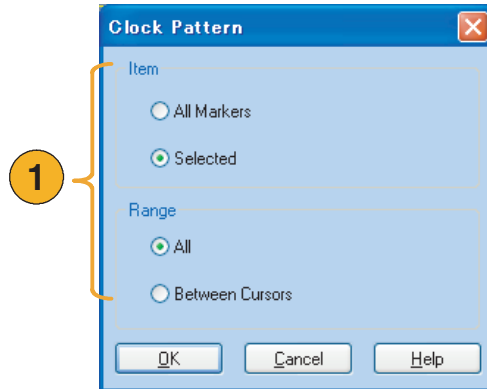 Clock Pattern
Item
All Markers
Selected
1
Range
All
Between Cursors
OK Cancel Help